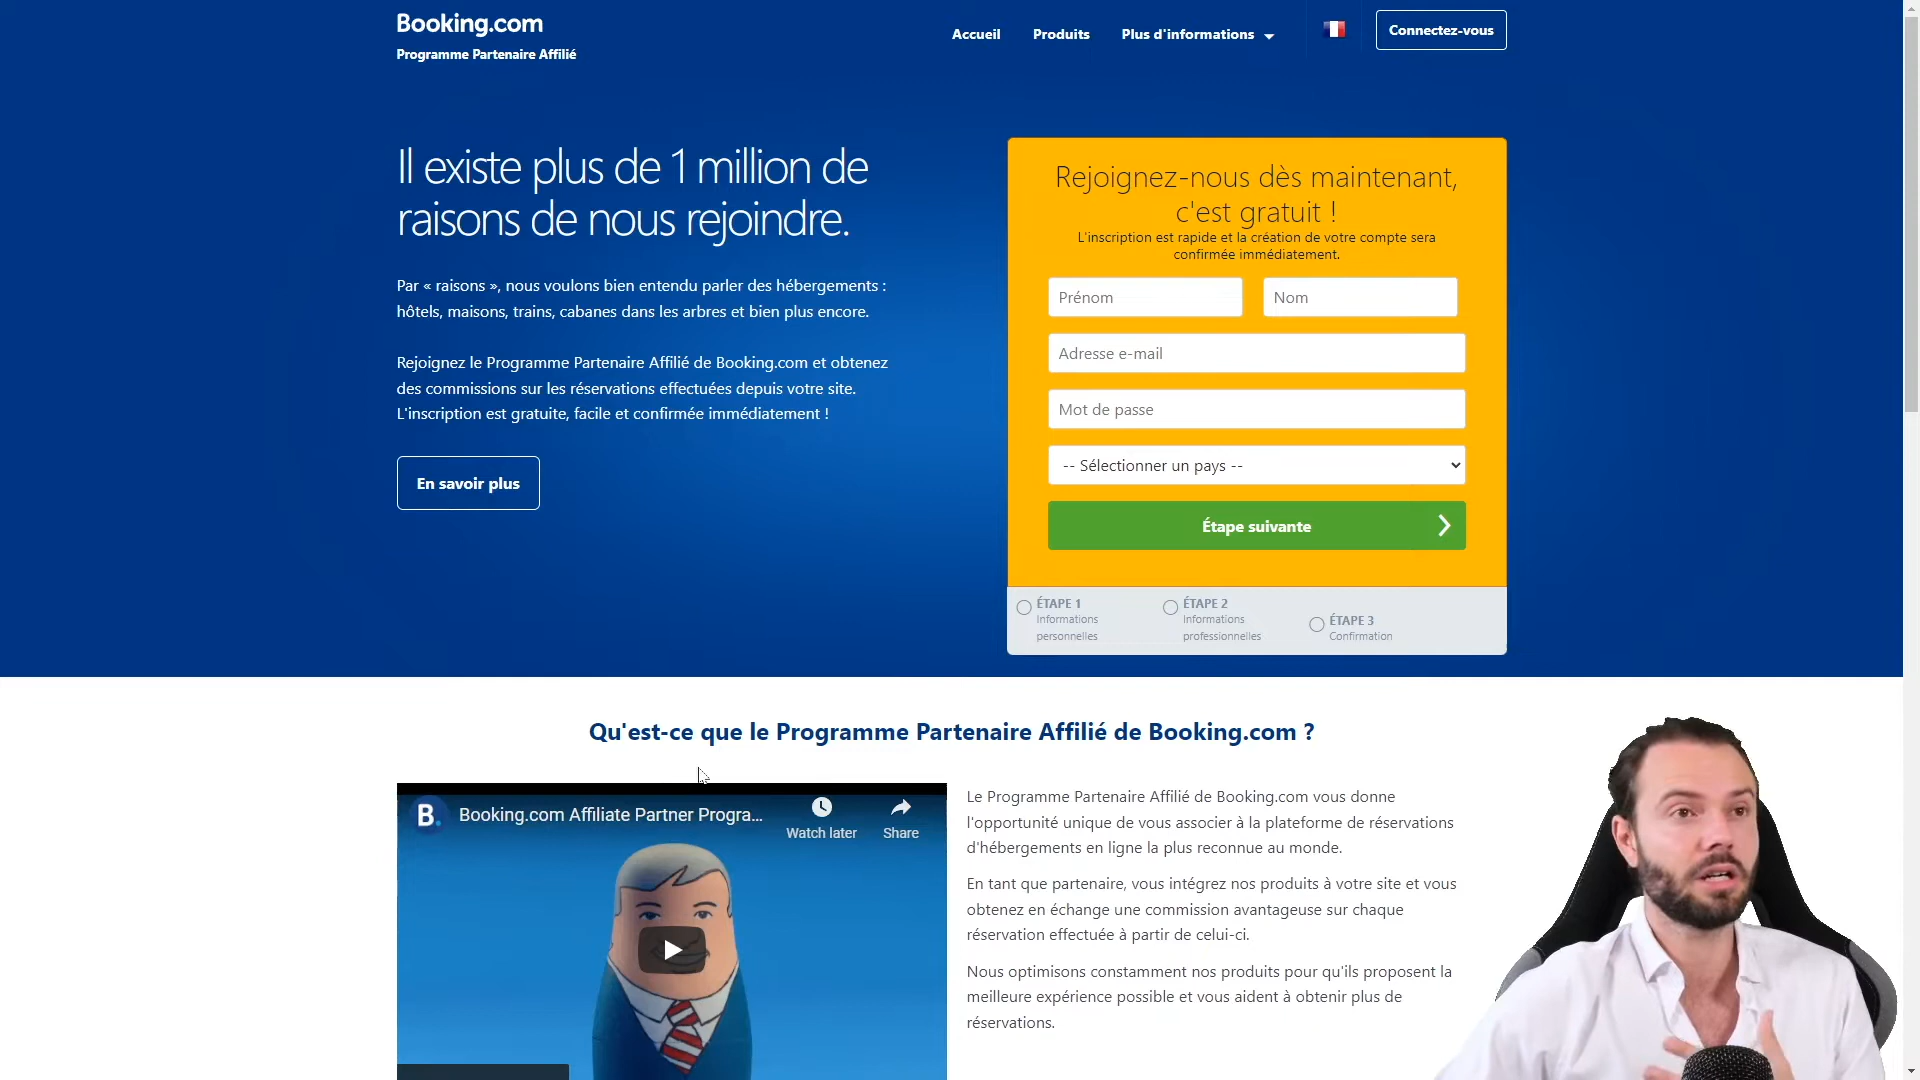 Booking.com
Programme Partenaire Affilié
Accueil
Produits
Plus d'informations
Connectez-vous
Il existe plus de 1 million de
raisons de nous rejoindre.
Par « raisons », nous voulons bien entendu parler des hébergements :
hôtels, maisons, trains, cabanes dans les arbres et bien plus encore.
Rejoignez le Programme Partenaire Affilié de Booking.com et obtenez
des commissions sur les réservations effectuées depuis votre site.
L'inscription est gratuite, facile et confirmée immédiatement !
En savoir plus
Rejoignez-nous dès maintenant,
c'est gratuit !
L'inscription est rapide et la création de votre compte sera
confirmée immédiatement.
Prénom
Nom
Adresse e-mail
Mot de passe
-- Sélectionner un pays --
Étape suivante
ÉTAPE 1
Informations
personnelles
ÉTAPE 2
Informations
professionnelles
ÉTAPE 3
Confirmation
Qu'est-ce que le Programme Partenaire Affilié de Booking.com ?
B.
Booking.com Affiliate Partner Progra...
Watch later
Share
Le Programme Partenaire Affilié de Booking.com vous donne
l'opportunité unique de vous associer à la plateforme de réservations
d'hébergements en ligne la plus reconnue au monde.
En tant que partenaire, vous intégrez nos produits à votre site et vous
obtenez en échange une commission avantageuse sur chaque
réservation effectuée à partir de celui-ci.
Nous optimisons constamment nos produits pour qu'ils proposent la
meilleure expérience possible et vous aident à obtenir plus de
réservations.